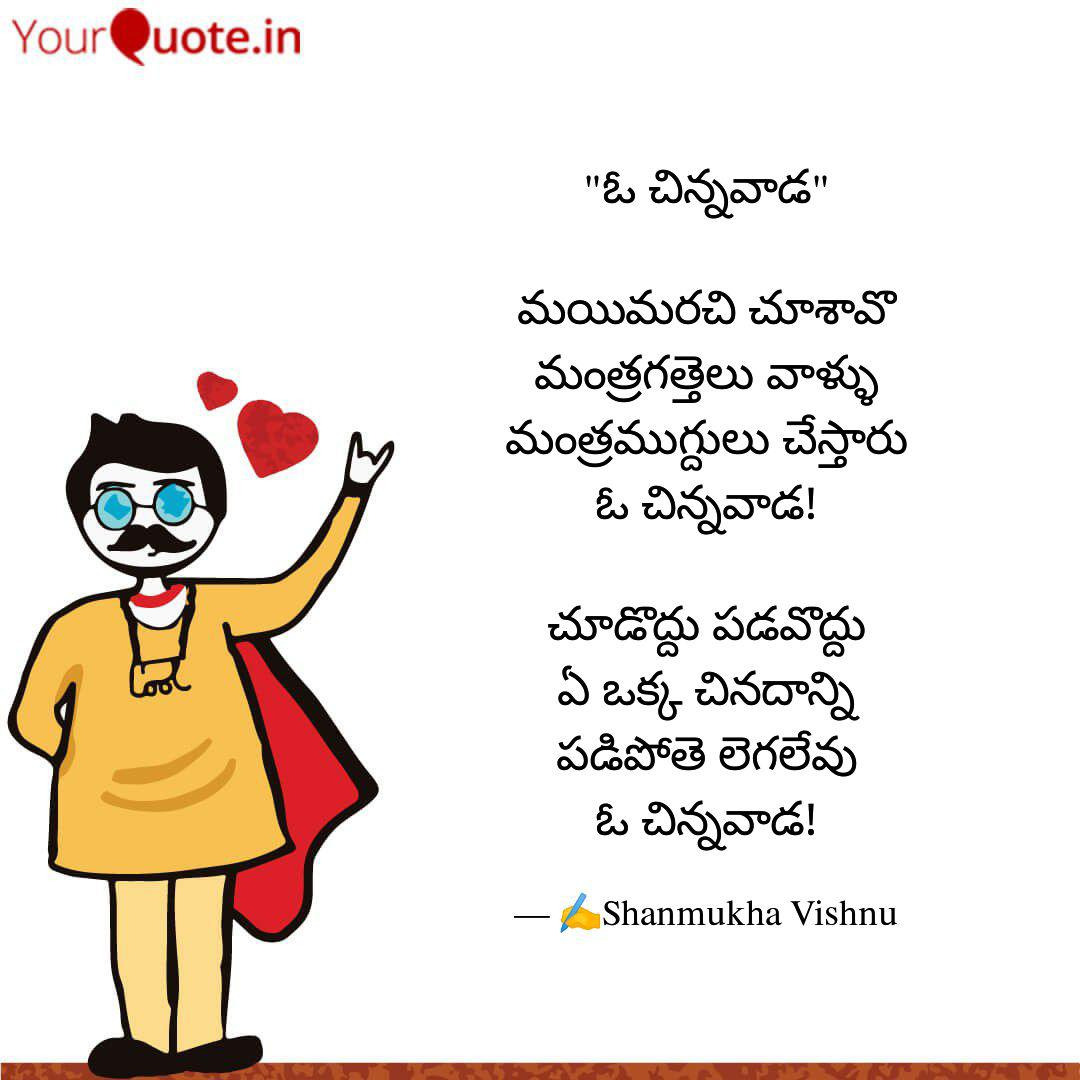 YourQuote.in
"ఓ చిన్నవాడ"
మయిమరచి చూశావొ
మంత్రగత్తెలు వాళ్ళు
మంత్రముగ్దులు చేస్తారు
ఓ చిన్నవాడ!
చూడొద్దు పడవొద్దు
ఏ ఒక్క చినదాన్ని
పడిపోతె లెగలేవు
ఓ చిన్నవాడ!
— ✍️Shanmukha Vishnu